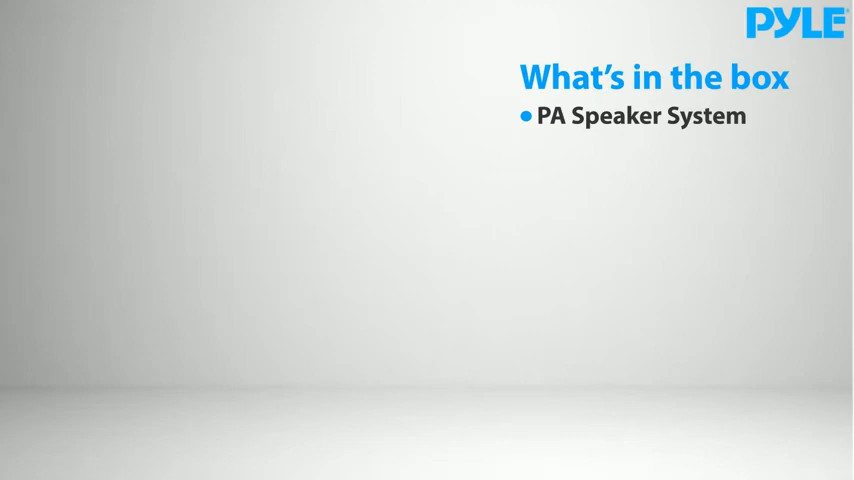 PYLE
What's in the box
• PA Speaker System